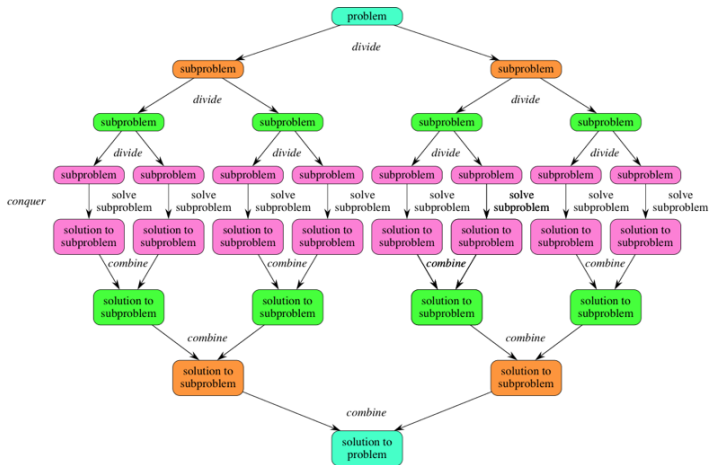 problem
divide
subproblem subproblem
divide divide
subproblem subproblem subproblem subproblem
divide divide divide divide
subproblem subproblem subproblem subproblem subproblem subproblem subproblem subproblem
conquer
solve solve solve solve solve solve solve solve
subproblem subproblem subproblem subproblem subproblem subproblem subproblem subproblem
solution to solution to solution to solution to solution to solution to solution to solution to
subproblem subproblem subproblem subproblem subproblem subproblem subproblem subproblem
combine combine combine combine
solution to solution to solution to solution to
subproblem subproblem subproblem subproblem
combine combine
solution to solution to
subproblem subproblem
combine
solution to
problem